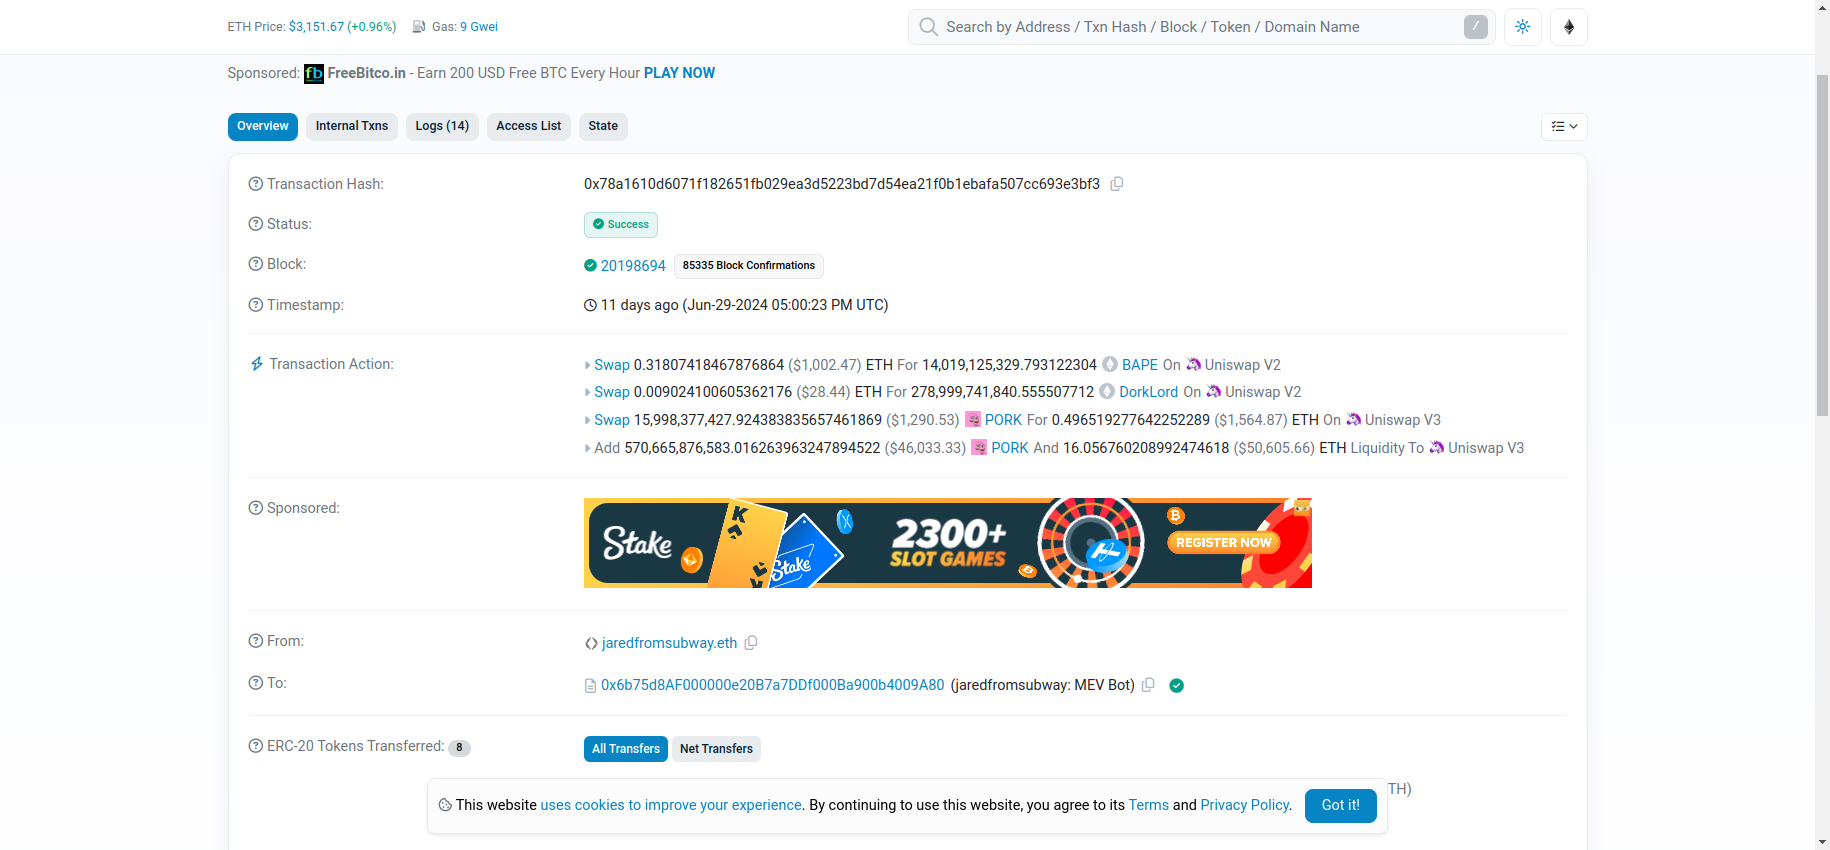 ETH Price: $3,151.67 (+0.96%) Gas: 9 Gwei
Search by Address / Txn Hash / Block / Token / Domain Name /
Sponsored: fb FreeBitco.in - Earn 200 USD Free BTC Every Hour PLAY NOW
Overview Internal Txns Logs (14) Access List State
Transaction Hash: 0x78a1610d6071f182651fb029ea3d5223bd7d54ea21f0b1ebafa507cc693e3bf3
Status: Success
Block: 20198694 85335 Block Confirmations
Timestamp: 11 days ago (Jun-29-2024 05:00:23 PM UTC)
Transaction Action: Swap 0.31807418467876864 ($1,002.47) ETH For 14,019,125,329.793122304 BAPE On Uniswap V2
Swap 0.009024100605362176 ($28.44) ETH For 278,999,741,840.555507712 DorkLord On Uniswap V2
Swap 15,998,377,427.924383835657461869 ($1,290.53) PORK For 0.496519277642252289 ($1,564.87) ETH On Uniswap V3
Add 570,665,876,583.016263963247894522 ($46,033.33) PORK And 16.056760208992474618 ($50,605.66) ETH Liquidity To Uniswap V3
Sponsored:
Stake K Stake 2300+ REGISTER NOW
SLOT GAMES
From: jaredfromsubway.eth
To: 0x6b75d8AF000000e20B7a7DDf000Ba900b4009A80 (jaredfromsubway: MEV Bot)
ERC-20 Tokens Transferred: 8 All Transfers Net Transfers
TH)
This website uses cookies to improve your experience. By continuing to use this website, you agree to its Terms and Privacy Policy. Got it!